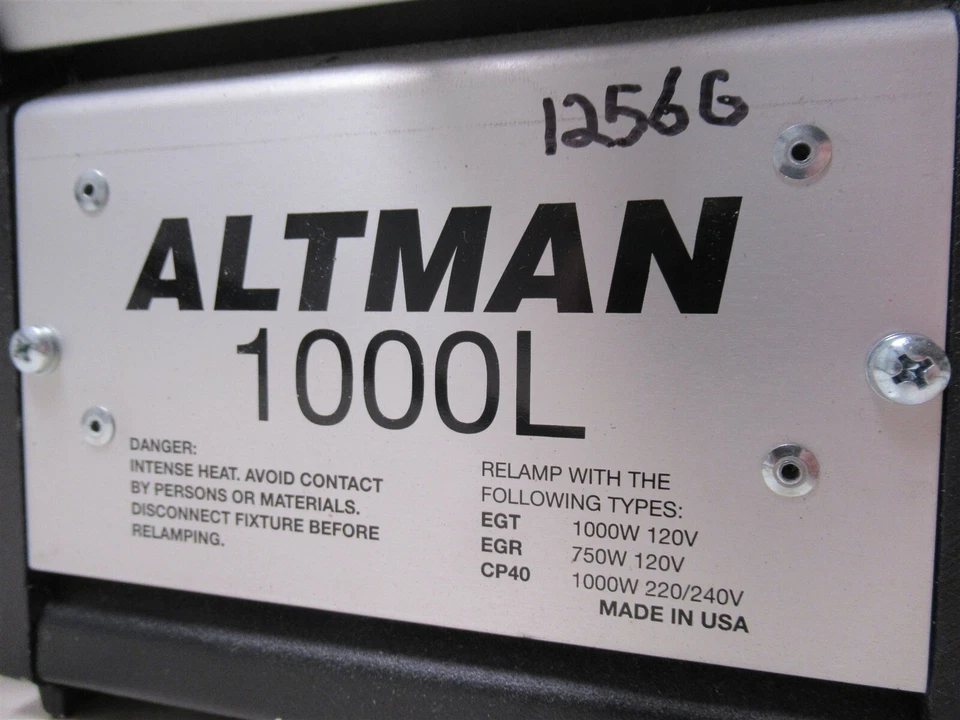 1256G
ALTMAN
1000L
DANGER:
INTENSE HEAT. AVOID CONTACT
BY PERSONS OR MATERIALS.
DISCONNECT FIXTURE BEFORE
RELAMPING.
RELAMP WITH THE
FOLLOWING TYPES:
EGT 1000W 120V
EGR 750W 120V
CP40 1000W 220/240V
MADE IN USA